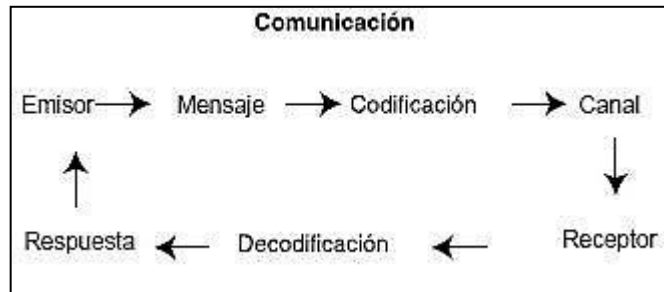 Comunicación
Emisor Mensaje Codificación Canal
Respuesta Decodificación Receptor